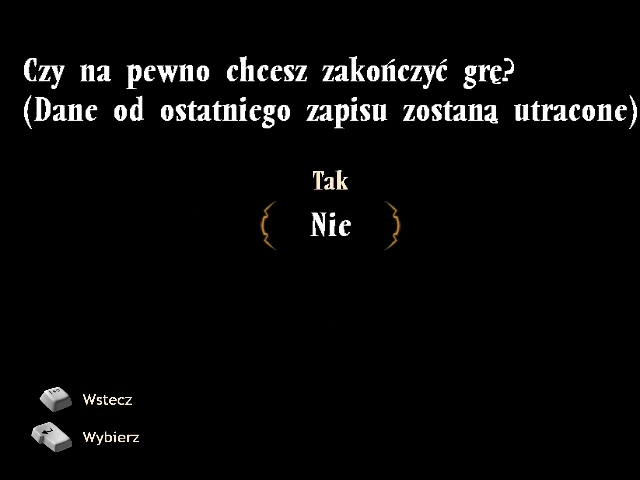 Czy na pewno chcesz zakończyć grę?
(Dane od ostatniego zapisu zostaną utracone)
Tak
Nie
Wstecz
Wybierz